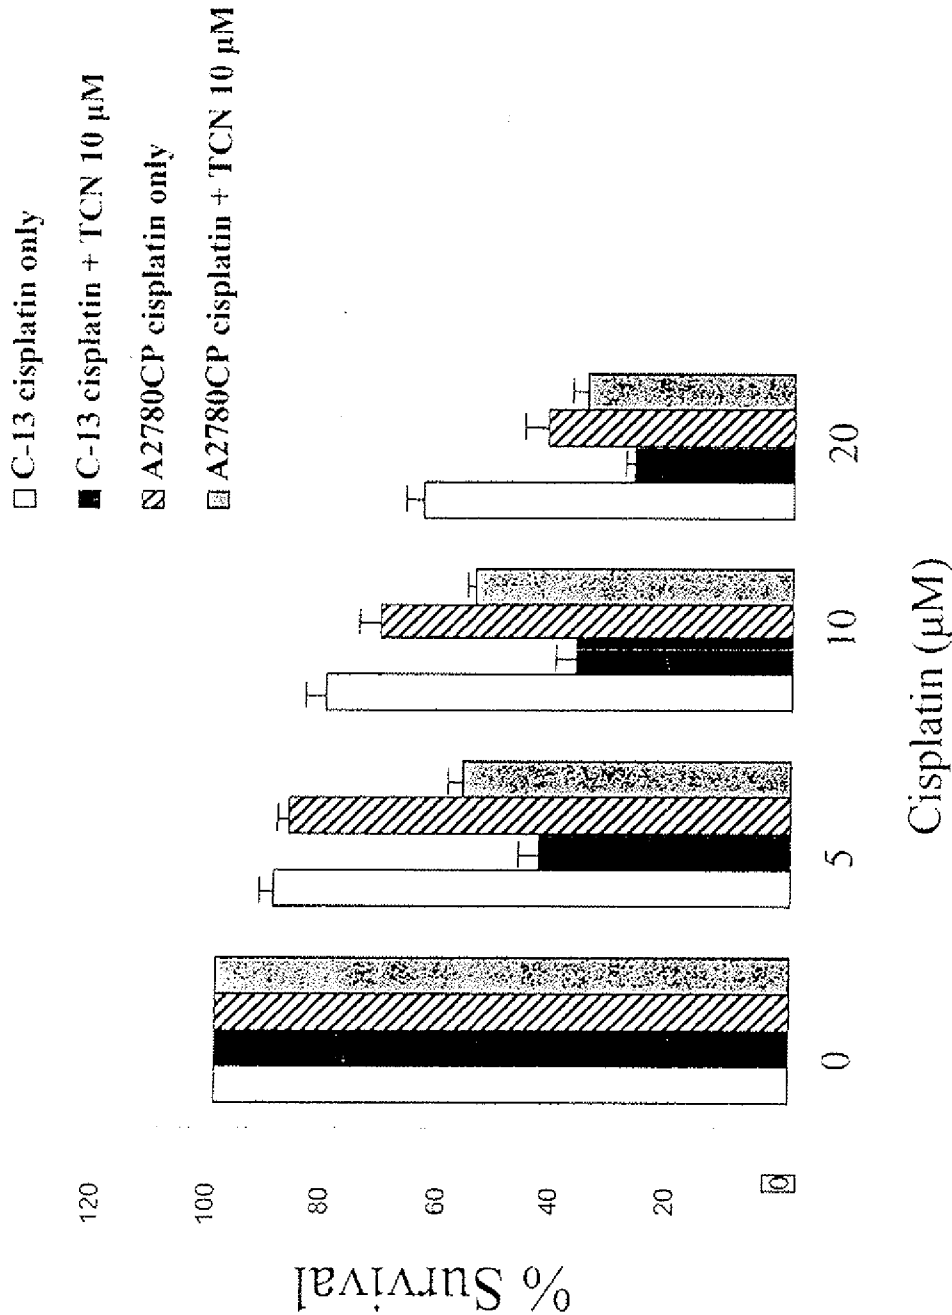 □ C-13 cisplatin only
■ C-13 cisplatin + TCN 10 µM
▨ A2780CP cisplatin only
▩ A2780CP cisplatin + TCN 10 µM
% Survival
120
100
80
60
40
20
0
0 5 10 20
Cisplatin (µM)